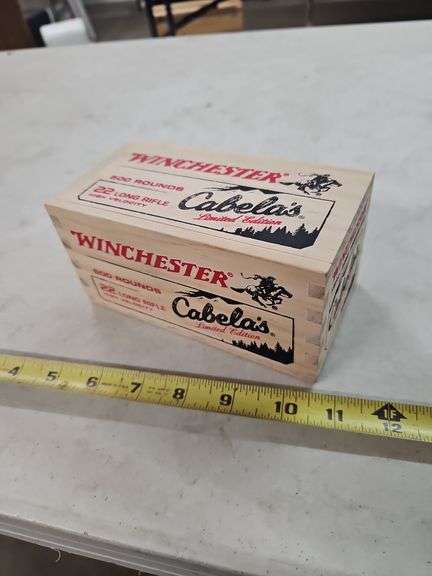 WINCHESTER
500 ROUNDS
22 LONG RIFLE
HIGH VELOCITY
Cabela's
Limited Edition
WINCHESTER®
500 ROUNDS
22 LONG RIFLE
HIGH VELOCITY
Cabela's
Limited Edition
4 5 6 7 8 9 10 11 1F 12